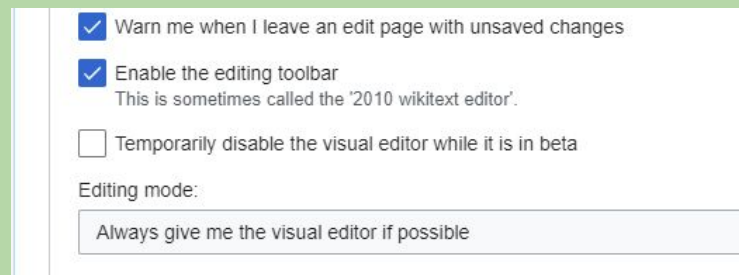 Warn me when I leave an edit page with unsaved changes
Enable the editing toolbar
This is sometimes called the '2010 wikitext editor'.
Temporarily disable the visual editor while it is in beta
Editing mode:
Always give me the visual editor if possible